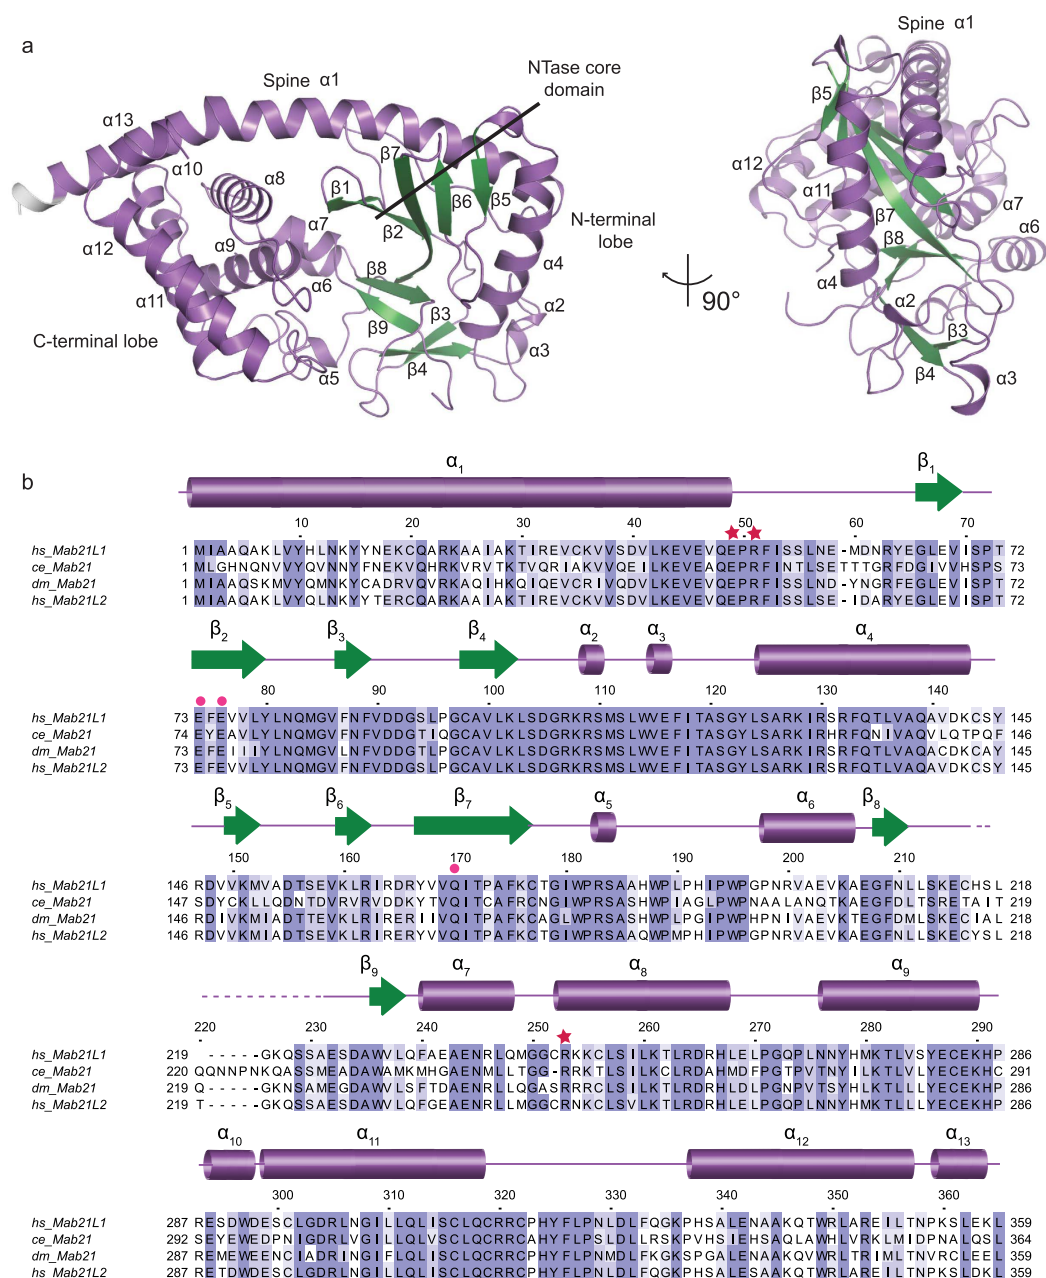 a
Spine α1
α13
α10
α8
α12
α9
α7
α11
α6
C-terminal lobe
α5
NTase core
domain
β7
β1
β6
β5
β2
N-terminal
lobe
β8
β3
β9
β4
α4
α2
α3
90°
Spine α1
β5
α12
α11
α7
β7
α6
β8
α4
α2
β3
β4
α3
b
α1 β1
10 20 30 40 50 60 70
hs_Mab21L1 1 MIAAQAKLVYHLNKYYNEKCQARKAAIAKTIREVCKVVSDVLKEVEVQEPRFISSLNE-MDNRYEGLEVISPT 72
ce_Mab21 1 MLGHNQNVVYQVNNYFNEKVQHRKVRVTKTVQRIAKVVQEILKEVEAQEPRFINTLSETTTGRFDGIVVHSPS 73
dm_Mab21 1 MIAAQSKMVYQMNKYCADRVQVRKAQIHKQIQEVCRIVQDVLKEVEVQEPRFISSLND-YNGRFEGLEVISPT 72
hs_Mab21L2 1 MIAAQAKLVYQLNKYYTERCQARKAAIAKTIREVCKVVSDVLKEVEVQEPRFISSLSE-IDARYEGLEVISPT 72
β2 β3 β4 α2 α3 α4
80 90 100 110 120 130 140
hs_Mab21L1 73 EFEVVLYLNQMGVFNFVDDGSLPGCAVLKLSDGRKRSMSLWVEFITASGYLSARKIRSRFQTLVAQAVDKCSY 145
ce_Mab21 74 EYEAVLYLNQMGVFNFVDDGTIQGCAVLKLSDGRKRSMSLWVEFITASGYLSARKIRHRFQNIVAQVLQTPQF 146
dm_Mab21 73 EFEIIIYLNQMGVLNFVDDGTLPGCAVLKLSDGRKRSMSLWVEFITASGYLSARKIRSRFQTLVAQACDKCAY 145
hs_Mab21L2 73 EFEVVLYLNQMGVFNFVDDGSLPGCAVLKLSDGRKRSMSLWVEFITASGYLSARKIRSRFQTLVAQAVDKCSY 145
β5 β6 β7 α5 α6 β8
150 160 170 180 190 200 210
hs_Mab21L1 146 RDVVKMVADTSEVKLRIRDRYVVQITPAFKCTGIWPRSAAHWPLPHIPWPGPNRVAEVKAEGFNLLSKECHSL 218
ce_Mab21 147 SDYCKLLQDNTDVRVRVDDKYTVQITCAFRCNGIWPRSASHWPIAGLPWPNAALANQTKAEGFDLTSRETAIT 219
dm_Mab21 146 RDIVKMIADTTEVKLRIRERIIVQITPAFKCAGLWPRSASHWPLPGIPWPHPNIVAEVKTEGFDMLSKECIAL 218
hs_Mab21L2 146 RDVVKMIADTSEVKLRIRERYVVQITPAFKCTGIWPRSAAQWPMPHIPWPGPNRVAEVKAEGFNLLSKECYSL 218
β9 α7 α8 α9
220 230 240 250 260 270 280 290
hs_Mab21L1 219 -----GKQSSAESDAWVLQFAEAENRLQMGGCRKKCLSILKTLRDRHLELPGQPLNNYHMKTLVSYECEKHP 286
ce_Mab21 220 QQNNPNKQASSMEADAWAMKMHGAENMLLTGG-RRKTLSILKCLRDAHMDFPGTPVTNYILKTLLLYECEKHC 291
dm_Mab21 219 Q-----GKNSAMEGDAWVLSFTDAENRLLQGASRRRCLSILKTLRDRHLDLPGNPVTSYHLKTLLLYECEKHP 286
hs_Mab21L2 219 T-----GKQSSAESDAWVLQFGEAENRLLMGGCRNKCLSVLKTLRDRHLELPGQPLNNYHMKTLLLYECEKHP 286
α10 α11 α12 α13
300 310 320 330 340 350 360
hs_Mab21L1 287 RESDWDESCLGDRLNGILLQLISCLQCRRCPHYFLPNLDLFQGKPHSALENAAKQTWRLAREILTNPKSLEKL 359
ce_Mab21 292 SEYEWEDPNIGDRLVGILLQLVSCLQCRRCAHYFLPSLDLLRSKPVHSIEHSAQLAWHLVRKLMIDPNALQSL 364
dm_Mab21 287 REMEWEENCIADRINGIFLQLISCLQCRRCPHYFLPNMDLFKGKSPGALENAAKQVWRLTRIMLTNVRCLEEL 359
hs_Mab21L2 287 RETDWDESCLGDRLNGILLQLISCLQCRRCPHYFLPNLDLFQGKPHSALESAAKQTWRLAREILTNPKSLDKL 359